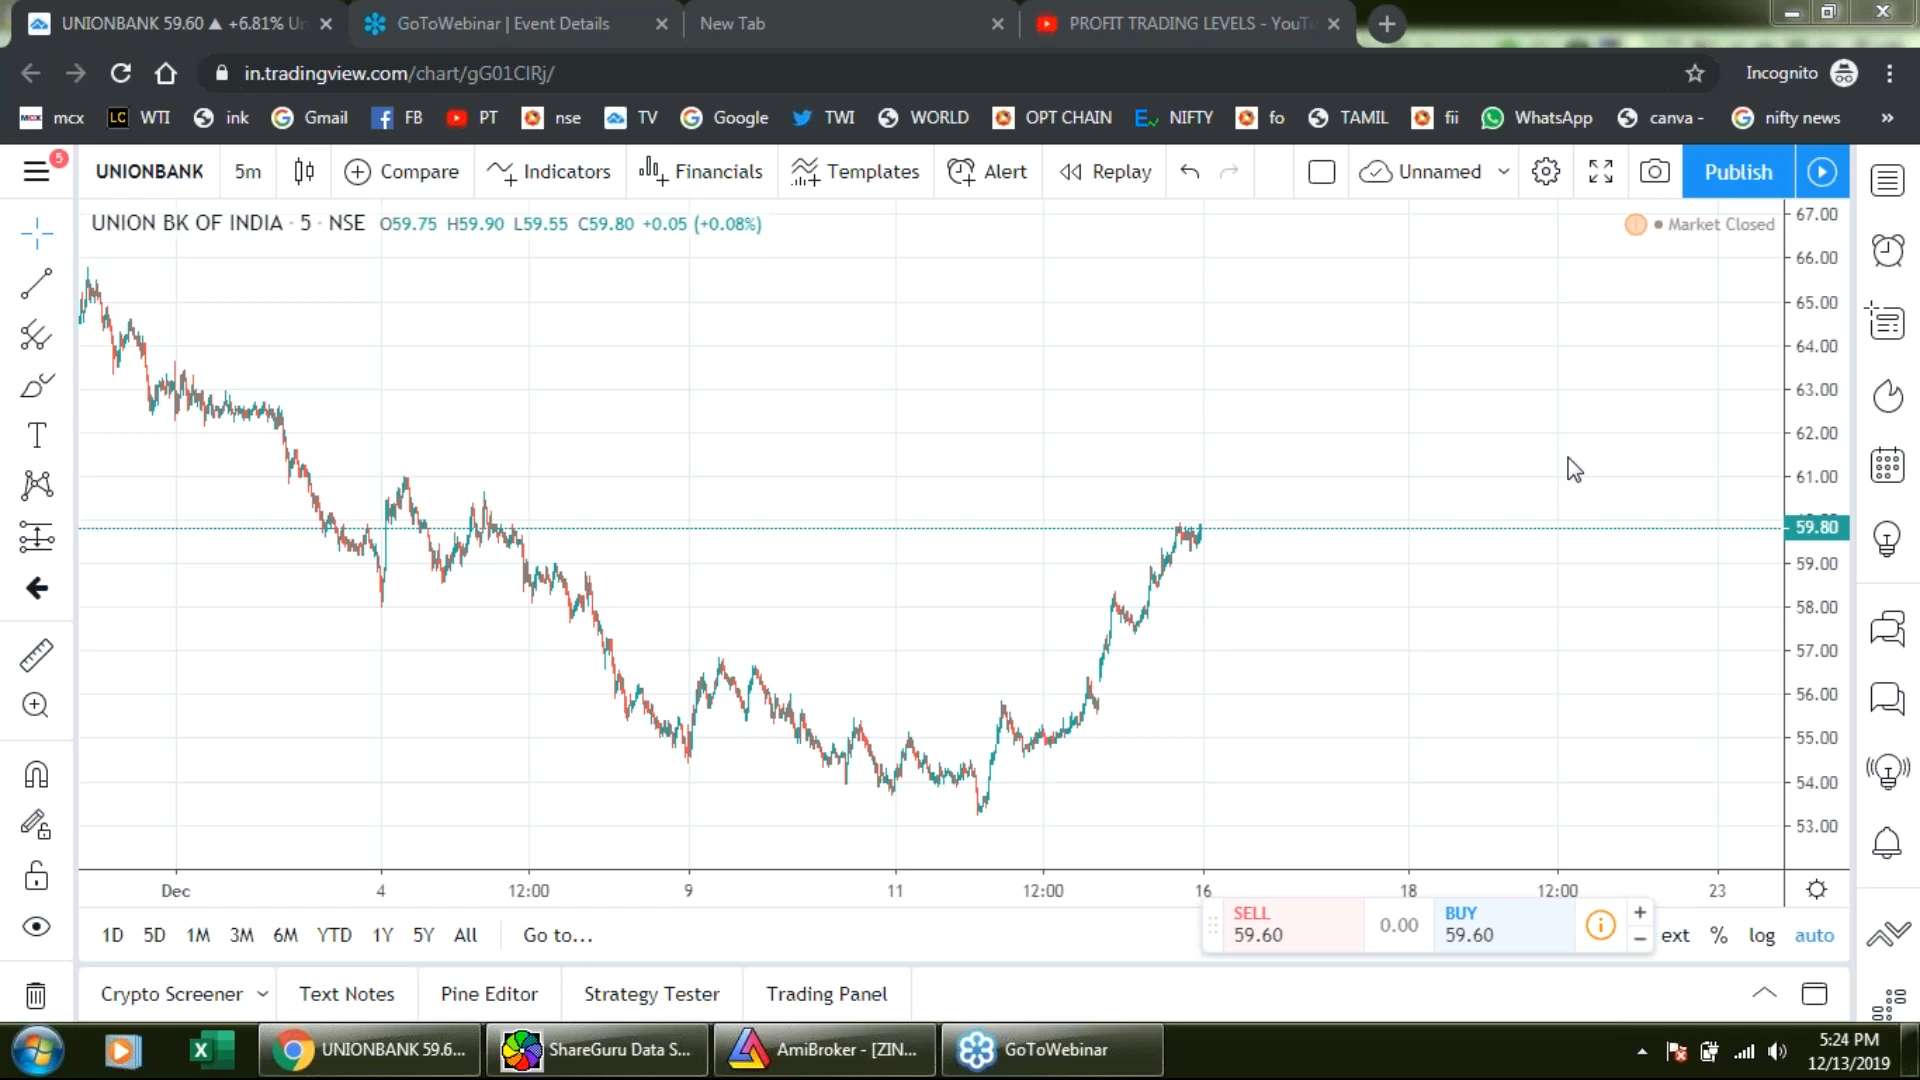 UNIONBANK 59.60 ▲ +6.81%
GoToWebinar | Event Details
New Tab
PROFIT TRADING LEVELS - YouTu
in.tradingview.com/chart/gG01CIRj/
Incognito
mcx WTI ink Gmail FB PT nse TV Google TWI WORLD OPT CHAIN NIFTY fo TAMIL fii WhatsApp canva - nifty news »
5
UNIONBANK 5m Compare Indicators Financials Templates Alert Replay Unnamed Publish
UNION BK OF INDIA · 5 · NSE O59.75 H59.90 L59.55 C59.80 +0.05 (+0.08%)
Market Closed
67.00
66.00
65.00
64.00
63.00
62.00
61.00
59.80
59.00
58.00
57.00
56.00
55.00
54.00
53.00
Dec 4 12:00 9 11 12:00 16 18 12:00 23
1D 5D 1M 3M 6M YTD 1Y 5Y All Go to...
SELL
59.60
0.00
BUY
59.60
ext % log auto
Crypto Screener Text Notes Pine Editor Strategy Tester Trading Panel
UNIONBANK 59.6...
ShareGuru Data S...
AmiBroker - [ZIN...
GoToWebinar
5:24 PM
12/13/2019